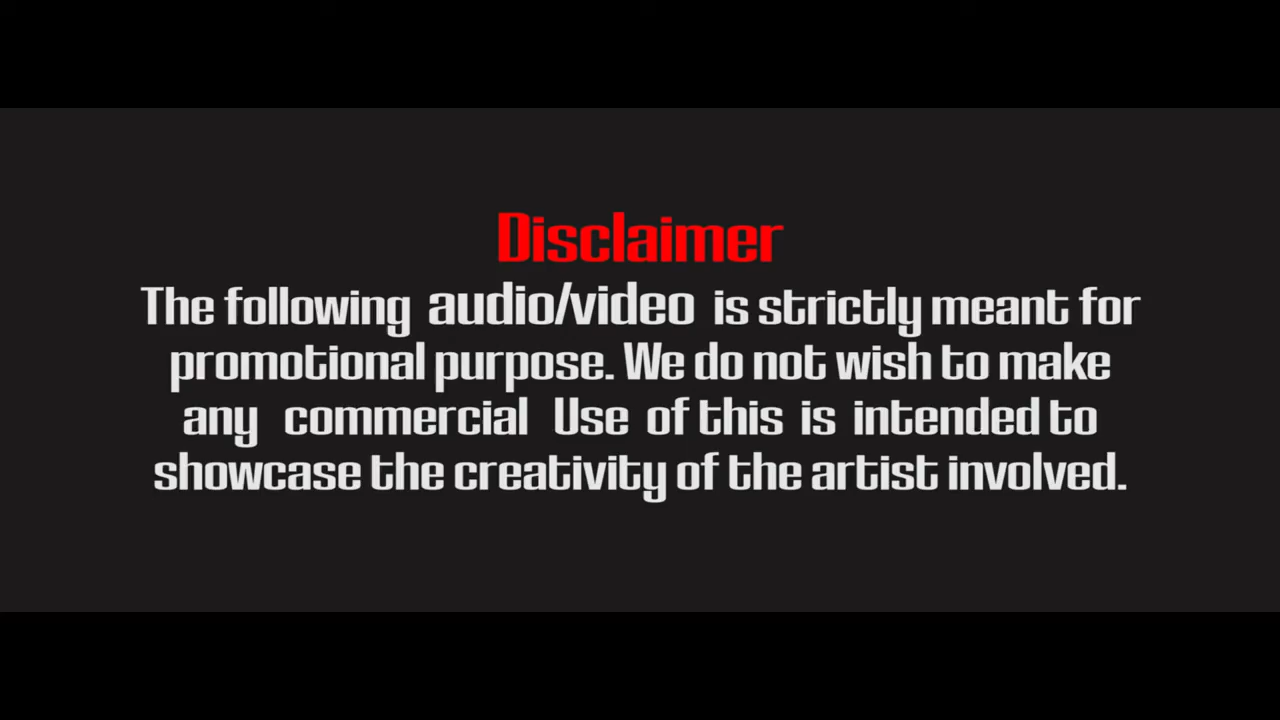 Disclaimer
The following audio/video is strictly meant for
promotional purpose. We do not wish to make
any commercial Use of this is intended to
showcase the creativity of the artist involved.